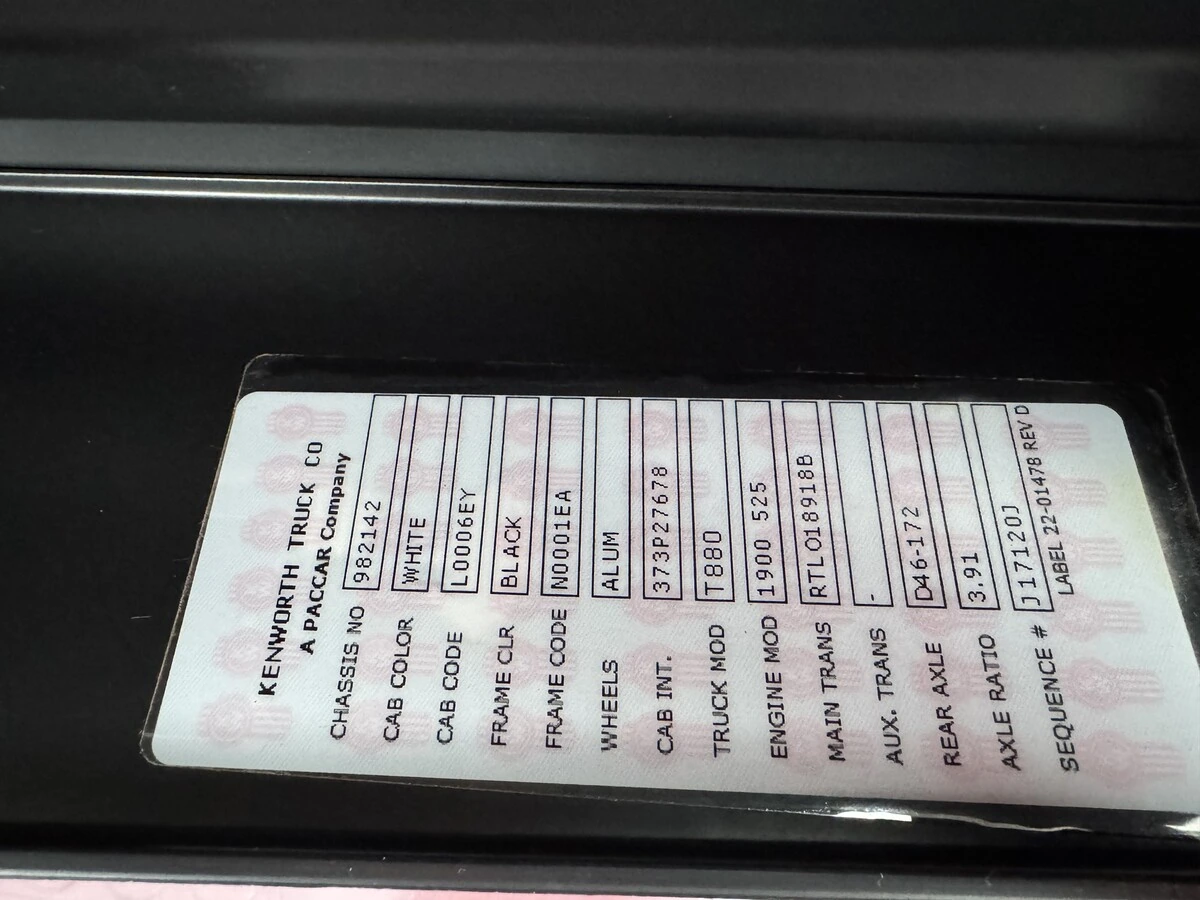 KENWORTH TRUCK CO
A PACCAR Company
CHASSIS NO 982142
CAB COLOR WHITE
CAB CODE L0006EY
FRAME CLR BLACK
FRAME CODE N0001EA
WHEELS ALUM
CAB INT. 373P27678
TRUCK MOD T880
ENGINE MOD 1900 525
MAIN TRANS RTLO18918B
AUX. TRANS -
REAR AXLE D46-172
AXLE RATIO 3.91
SEQUENCE # J17120J
LABEL 22-01478 REV D